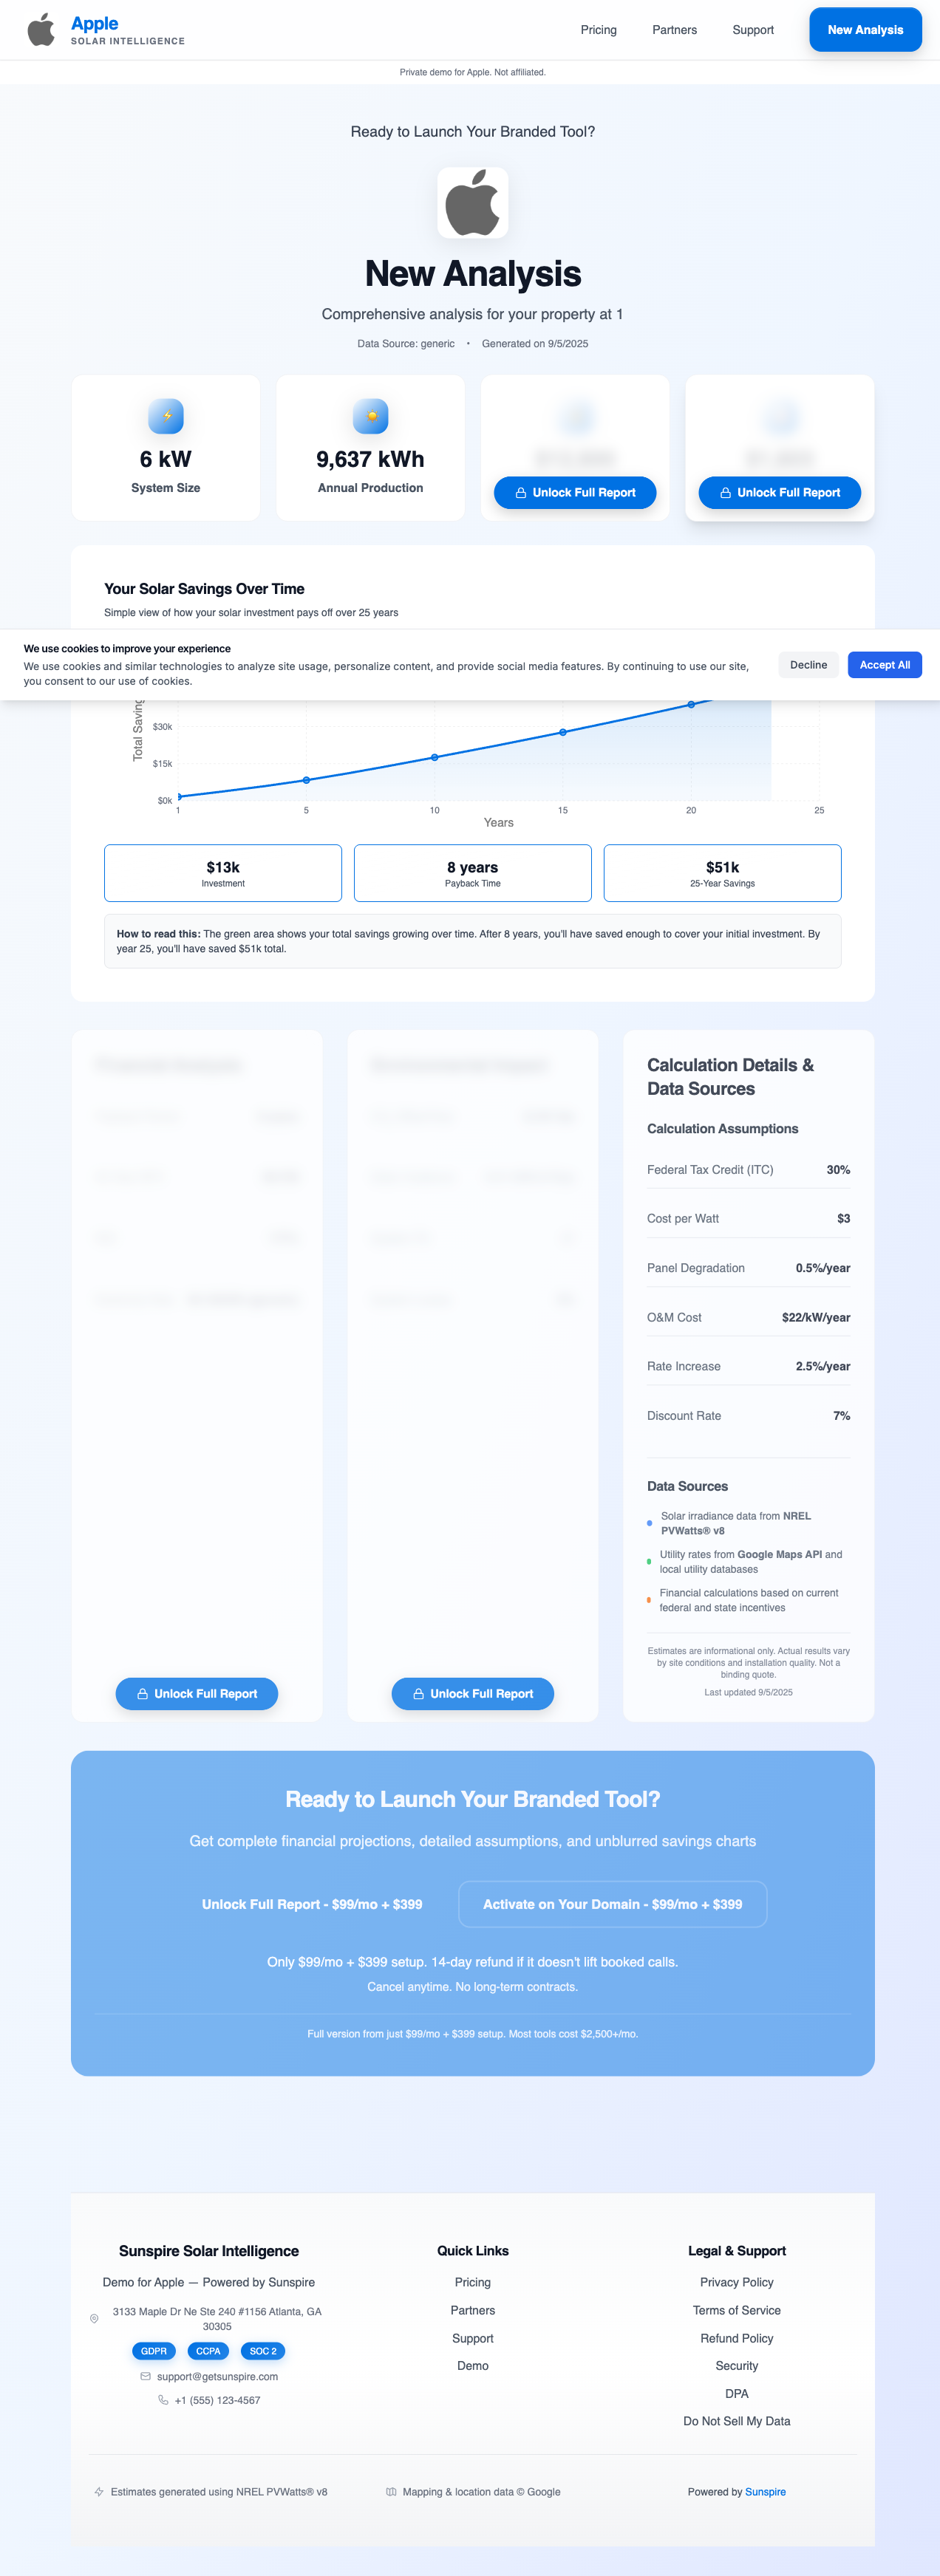 Apple
SOLAR INTELLIGENCE
Pricing
Partners
Support
New Analysis
Private demo for Apple. Not affiliated.
Ready to Launch Your Branded Tool?
New Analysis
Comprehensive analysis for your property at 1
Data Source: generic • Generated on 9/5/2025
6 kW
System Size
9,637 kWh
Annual Production
Unlock Full Report
Unlock Full Report
Your Solar Savings Over Time
Simple view of how your solar investment pays off over 25 years
We use cookies to improve your experience
We use cookies and similar technologies to analyze site usage, personalize content, and provide social media features. By continuing to use our site,
you consent to our use of cookies.
Decline
Accept All
Total
$30k
$15k
$0k
1
5
10
15
20
25
Years
$13k
Investment
8 years
Payback Time
$51k
25-Year Savings
How to read this: The green area shows your total savings growing over time. After 8 years, you'll have saved enough to cover your initial investment. By
year 25, you'll have saved $51k total.
Calculation Details &
Data Sources
Calculation Assumptions
Federal Tax Credit (ITC) 30%
Cost per Watt $3
Panel Degradation 0.5%/year
O&M Cost $22/kW/year
Rate Increase 2.5%/year
Discount Rate 7%
Data Sources
Solar irradiance data from NREL
PVWatts® v8
Utility rates from Google Maps API and
local utility databases
Financial calculations based on current
federal and state incentives
Estimates are informational only. Actual results vary
by site conditions and installation quality. Not a
binding quote.
Last updated 9/5/2025
Unlock Full Report
Unlock Full Report
Ready to Launch Your Branded Tool?
Get complete financial projections, detailed assumptions, and unblurred savings charts
Unlock Full Report - $99/mo + $399
Activate on Your Domain - $99/mo + $399
Only $99/mo + $399 setup. 14-day refund if it doesn't lift booked calls.
Cancel anytime. No long-term contracts.
Full version from just $99/mo + $399 setup. Most tools cost $2,500+/mo.
Sunspire Solar Intelligence
Demo for Apple — Powered by Sunspire
3133 Maple Dr Ne Ste 240 #1156 Atlanta, GA
30305
GDPR
CCPA
SOC 2
support@getsunspire.com
+1 (555) 123-4567
Quick Links
Pricing
Partners
Support
Demo
Legal & Support
Privacy Policy
Terms of Service
Refund Policy
Security
DPA
Do Not Sell My Data
Estimates generated using NREL PVWatts® v8
Mapping & location data © Google
Powered by Sunspire